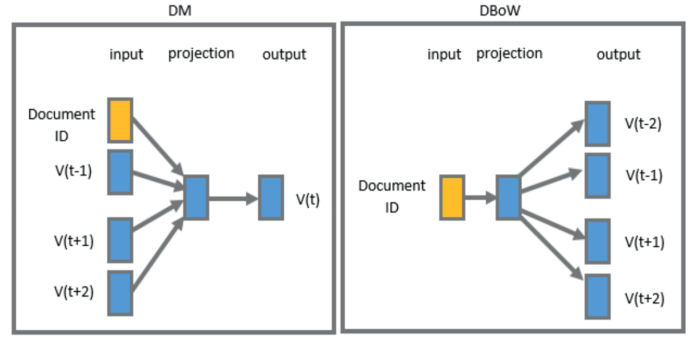 DM
input projection output
Document
ID
V(t-1)
V(t+1)
V(t+2)
V(t)
DBoW
input projection output
Document
ID
V(t-2)
V(t-1)
V(t+1)
V(t+2)